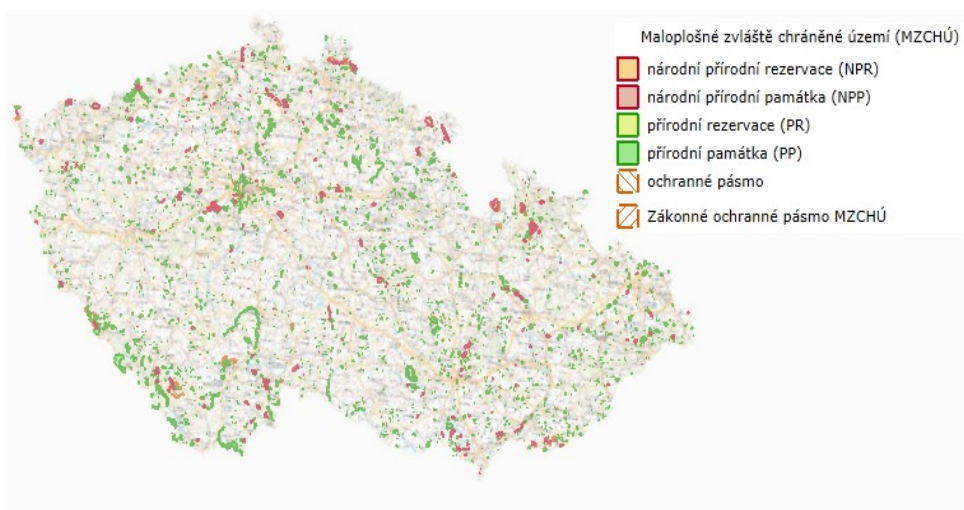 Maloplošné zvláště chráněné území (MZCHÚ)
národní přírodní rezervace (NPR)
národní přírodní památka (NPP)
přírodní rezervace (PR)
přírodní památka (PP)
ochranné pásmo
Zákonné ochranné pásmo MZCHÚ